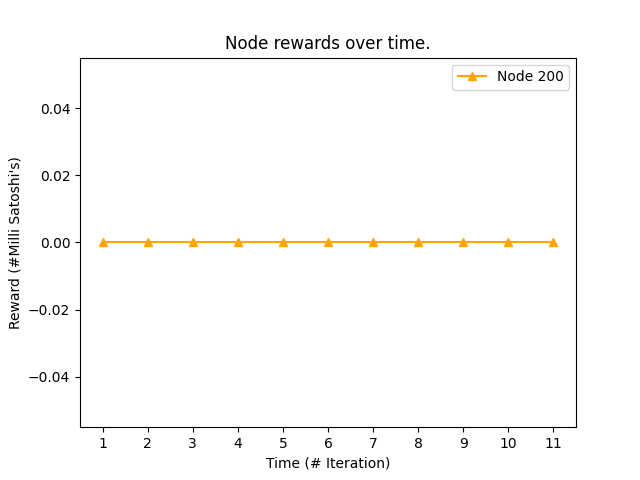 Node rewards over time.
Node 200
Reward (#Milli Satoshi's)
0.04
0.02
0.00
−0.02
−0.04
1 2 3 4 5 6 7 8 9 10 11
Time (# Iteration)